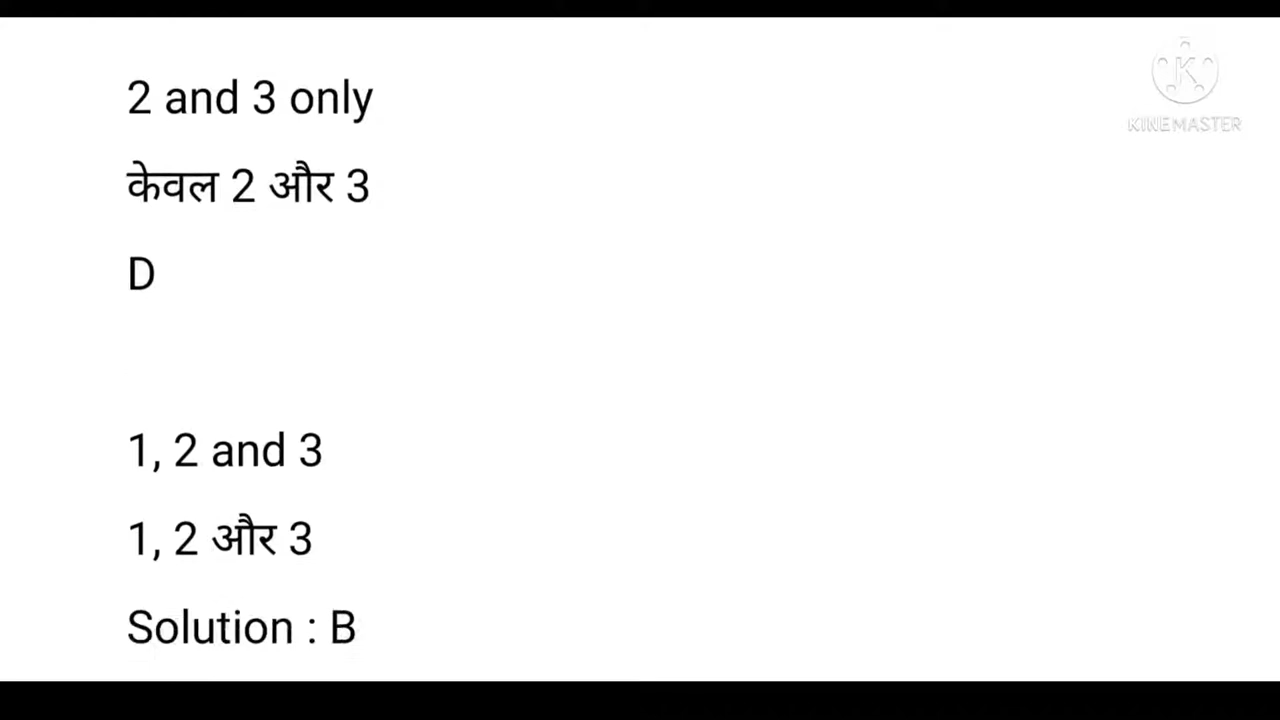 2 and 3 only
केवल 2 और 3
D
1, 2 and 3
1, 2 और 3
Solution : B
K
KINEMASTER